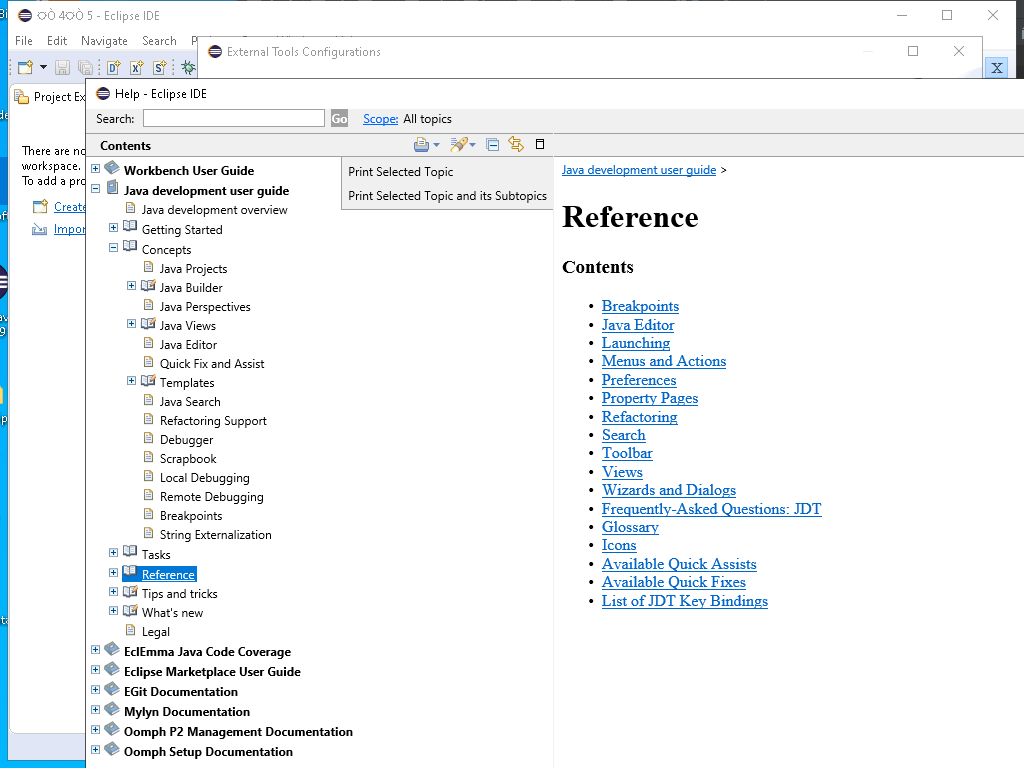 - Eclipse IDE
File Edit Navigate Search
External Tools Configurations
X
Help - Eclipse IDE
Project Ex
Search: Go Scope: All topics
Contents
There are no
workspace.
To add a pro
Create
Impor
Print Selected Topic
Print Selected Topic and its Subtopics
Workbench User Guide
Java development user guide
Java development overview
Getting Started
Concepts
Java Projects
Java Builder
Java Perspectives
Java Views
Java Editor
Quick Fix and Assist
Templates
Java Search
Refactoring Support
Debugger
Scrapbook
Local Debugging
Remote Debugging
Breakpoints
String Externalization
Tasks
Reference
Tips and tricks
What's new
Legal
EclEmma Java Code Coverage
Eclipse Marketplace User Guide
EGit Documentation
Mylyn Documentation
Oomph P2 Management Documentation
Oomph Setup Documentation
Java development user guide >
Reference
Contents
• Breakpoints
• Java Editor
• Launching
• Menus and Actions
• Preferences
• Property Pages
• Refactoring
• Search
• Toolbar
• Views
• Wizards and Dialogs
• Frequently-Asked Questions: JDT
• Glossary
• Icons
• Available Quick Assists
• Available Quick Fixes
• List of JDT Key Bindings